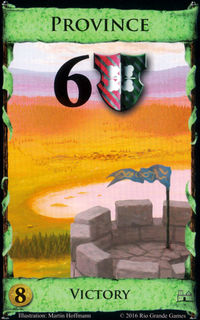 PROVINCE
6
8
VICTORY
Illustration: Martin Hoffmann
© 2016 Rio Grande Games